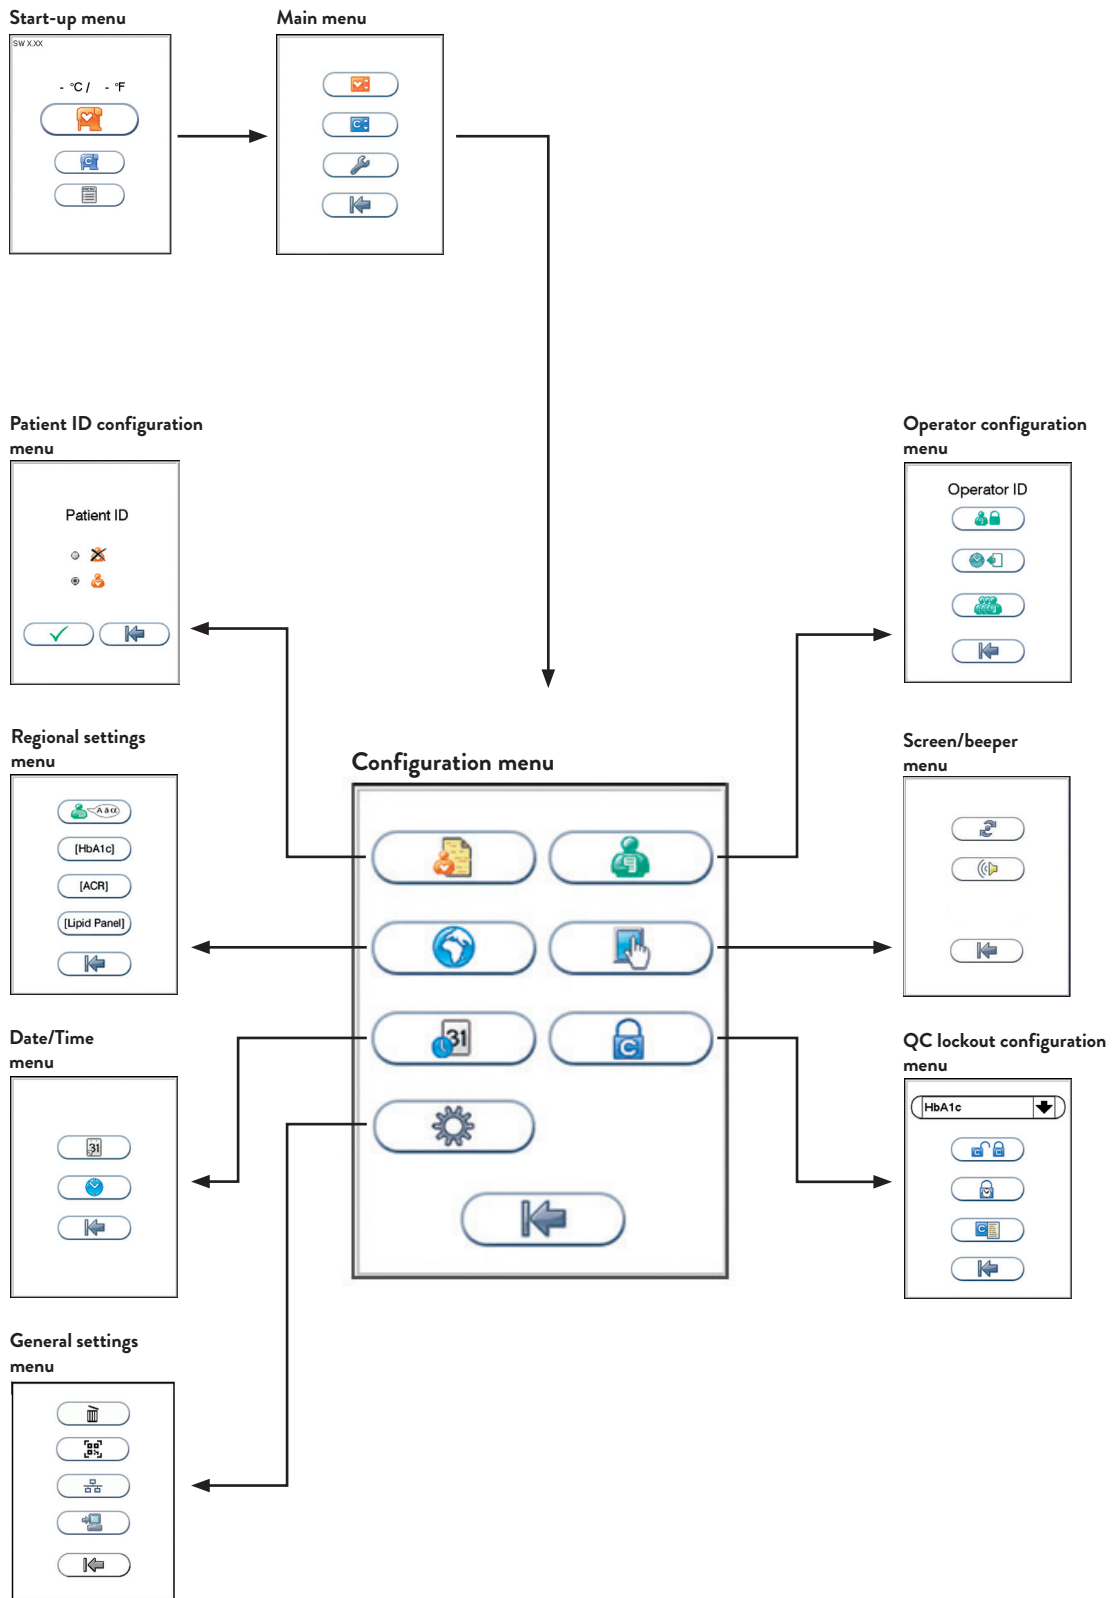 Start-up menu
Main menu
SW X.XX
- °C / - °F
Patient ID configuration
menu
Patient ID
Operator configuration
menu
Operator ID
Regional settings
menu
A ä α
[HbA1c]
[ACR]
[Lipid Panel]
Configuration menu
31
C
Screen/beeper
menu
Date/Time
menu
31
QC lockout configuration
menu
HbA1c
C C
C
General settings
menu